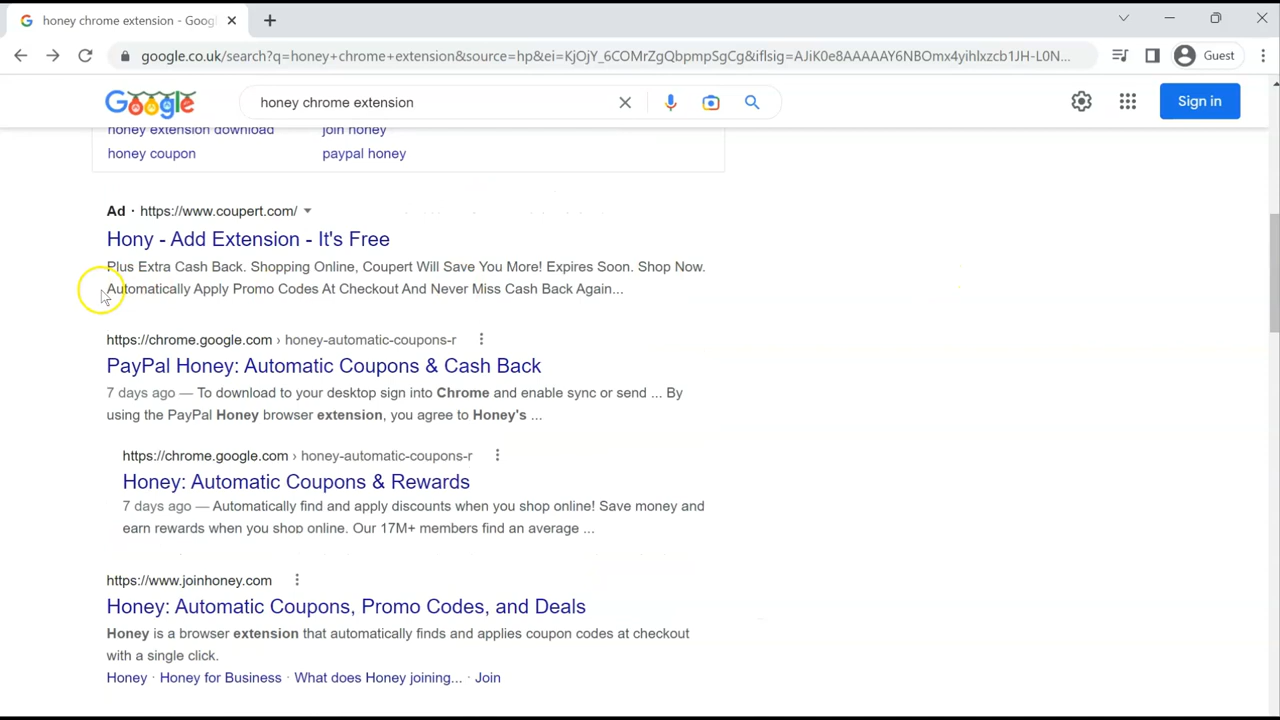 honey chrome extension - Goog
google.co.uk/search?q=honey+chrome+extension&source=hp&ei=KjOjY_6COMrZgQbpmpSgCg&iflsig=AJiK0e8AAAAAY6NBOmx4yihlxzcb1JH-L0N...
Guest
Google
honey chrome extension
Sign in
honey extension download
join honey
honey coupon
paypal honey
Ad · https://www.coupert.com/
Hony - Add Extension - It's Free
Plus Extra Cash Back. Shopping Online, Coupert Will Save You More! Expires Soon. Shop Now.
Automatically Apply Promo Codes At Checkout And Never Miss Cash Back Again...
https://chrome.google.com › honey-automatic-coupons-r
PayPal Honey: Automatic Coupons & Cash Back
7 days ago — To download to your desktop sign into Chrome and enable sync or send ... By
using the PayPal Honey browser extension, you agree to Honey's ...
https://chrome.google.com › honey-automatic-coupons-r
Honey: Automatic Coupons & Rewards
7 days ago — Automatically find and apply discounts when you shop online! Save money and
earn rewards when you shop online. Our 17M+ members find an average ...
https://www.joinhoney.com
Honey: Automatic Coupons, Promo Codes, and Deals
Honey is a browser extension that automatically finds and applies coupon codes at checkout
with a single click.
Honey · Honey for Business · What does Honey joining... · Join